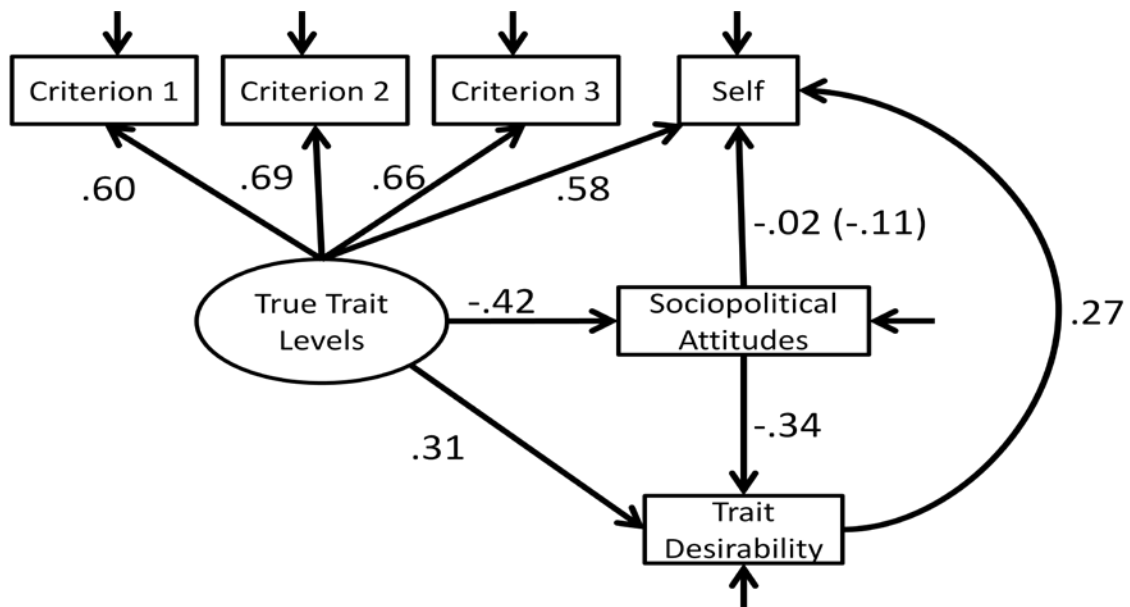 Criterion 1
Criterion 2
Criterion 3
Self
.60
.69
.66
.58
-.02 (-.11)
True Trait
Levels
-.42
Sociopolitical
Attitudes
.27
.31
-.34
Trait
Desirability